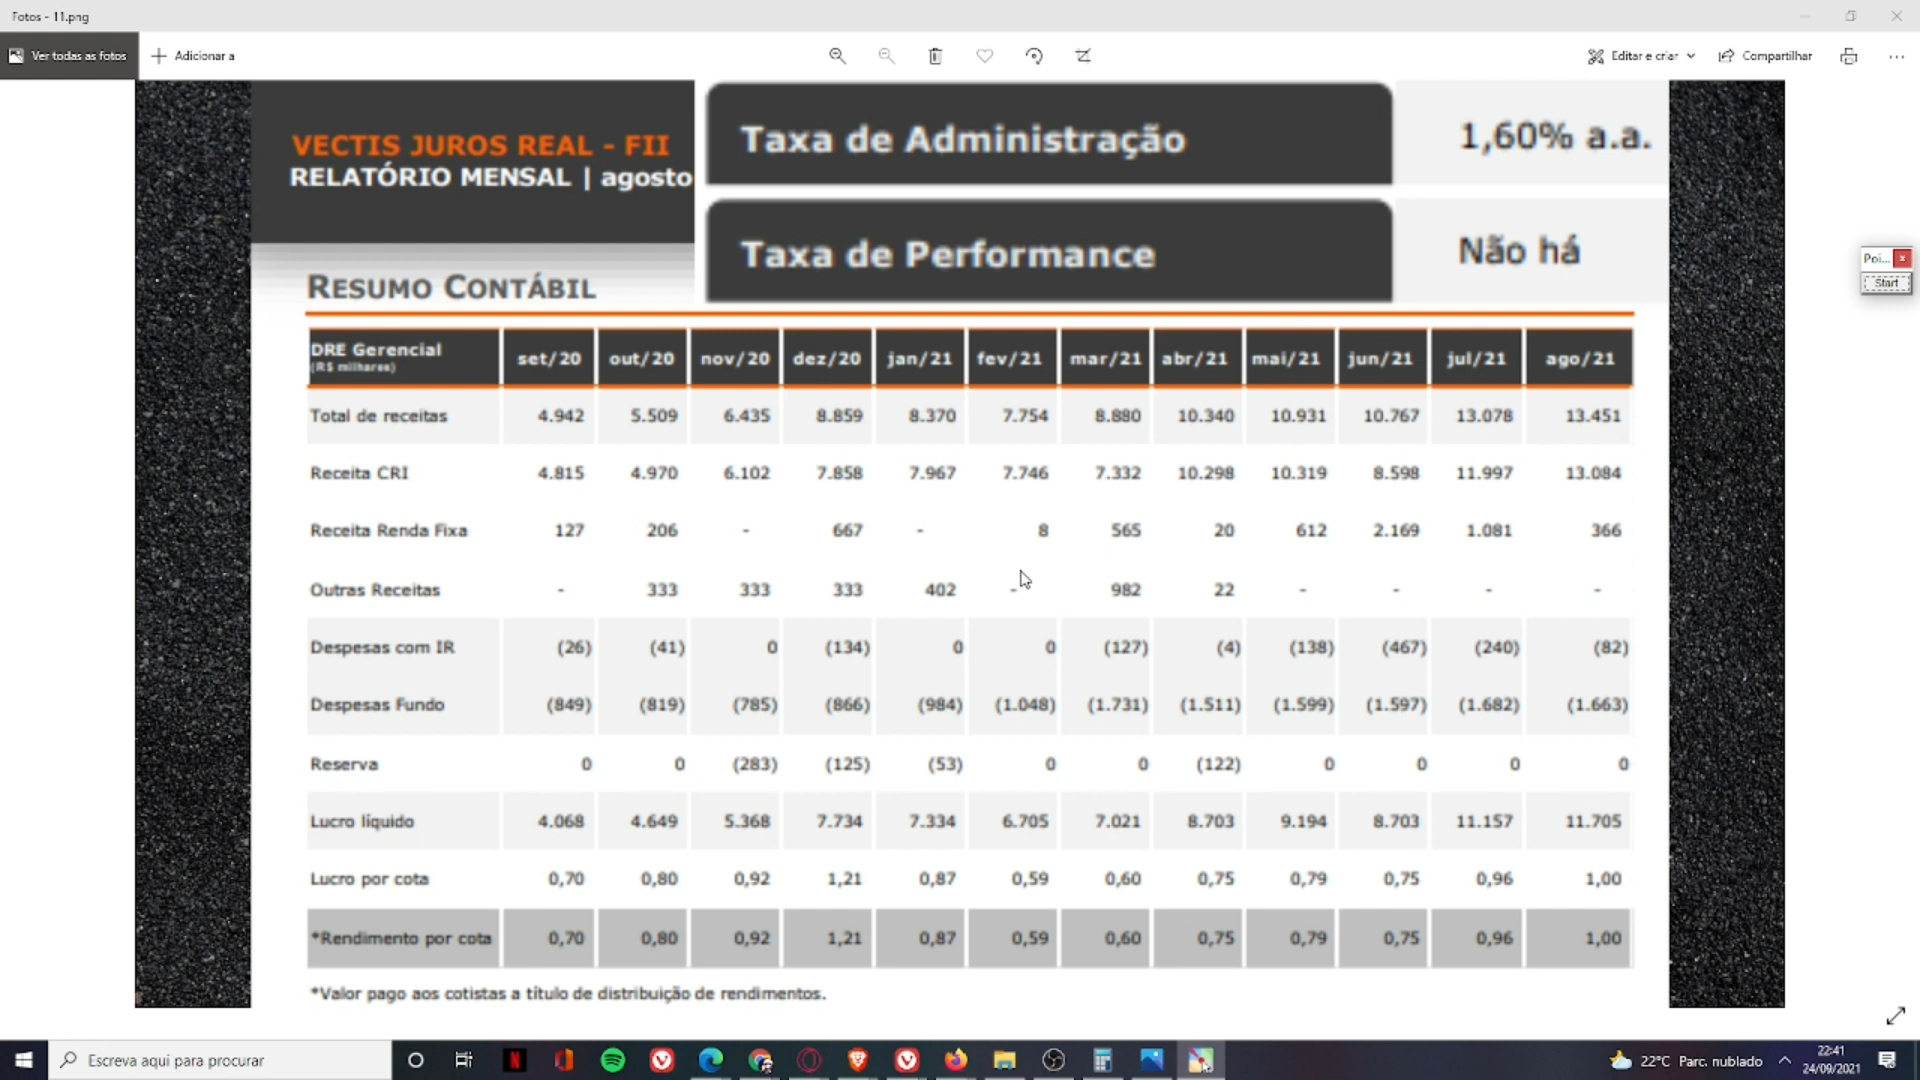 Fotos - 11.png
Ver todas as fotos
Adicionar a
Editar e criar
Compartilhar
VECTIS JUROS REAL - FII
RELATÓRIO MENSAL | agosto
Taxa de Administração 1,60% a.a.
Taxa de Performance Não há
Poi... x
Start
RESUMO CONTÁBIL
DRE Gerencial set/20 out/20 nov/20 dez/20 jan/21 fev/21 mar/21 abr/21 mai/21 jun/21 jul/21 ago/21
(R$ milhares)
Total de receitas 4.942 5.509 6.435 8.859 8.370 7.754 8.880 10.340 10.931 10.767 13.078 13.451
Receita CRI 4.815 4.970 6.102 7.858 7.967 7.746 7.332 10.298 10.319 8.598 11.997 13.084
Receita Renda Fixa 127 206 - 667 - 8 565 20 612 2.169 1.081 366
Outras Receitas - 333 333 333 402 - 982 22 - - - -
Despesas com IR (26) (41) 0 (134) 0 0 (127) (4) (138) (467) (240) (82)
Despesas Fundo (849) (819) (785) (866) (984) (1.048) (1.731) (1.511) (1.599) (1.597) (1.682) (1.663)
Reserva 0 0 (283) (125) (53) 0 0 (122) 0 0 0 0
Lucro líquido 4.068 4.649 5.368 7.734 7.334 6.705 7.021 8.703 9.194 8.703 11.157 11.705
Lucro por cota 0,70 0,80 0,92 1,21 0,87 0,59 0,60 0,75 0,79 0,75 0,96 1,00
*Rendimento por cota 0,70 0,80 0,92 1,21 0,87 0,59 0,60 0,75 0,79 0,75 0,96 1,00
*Valor pago aos cotistas a título de distribuição de rendimentos.
Escreva aqui para procurar
22°C Parc. nublado
22:41
24/09/2021